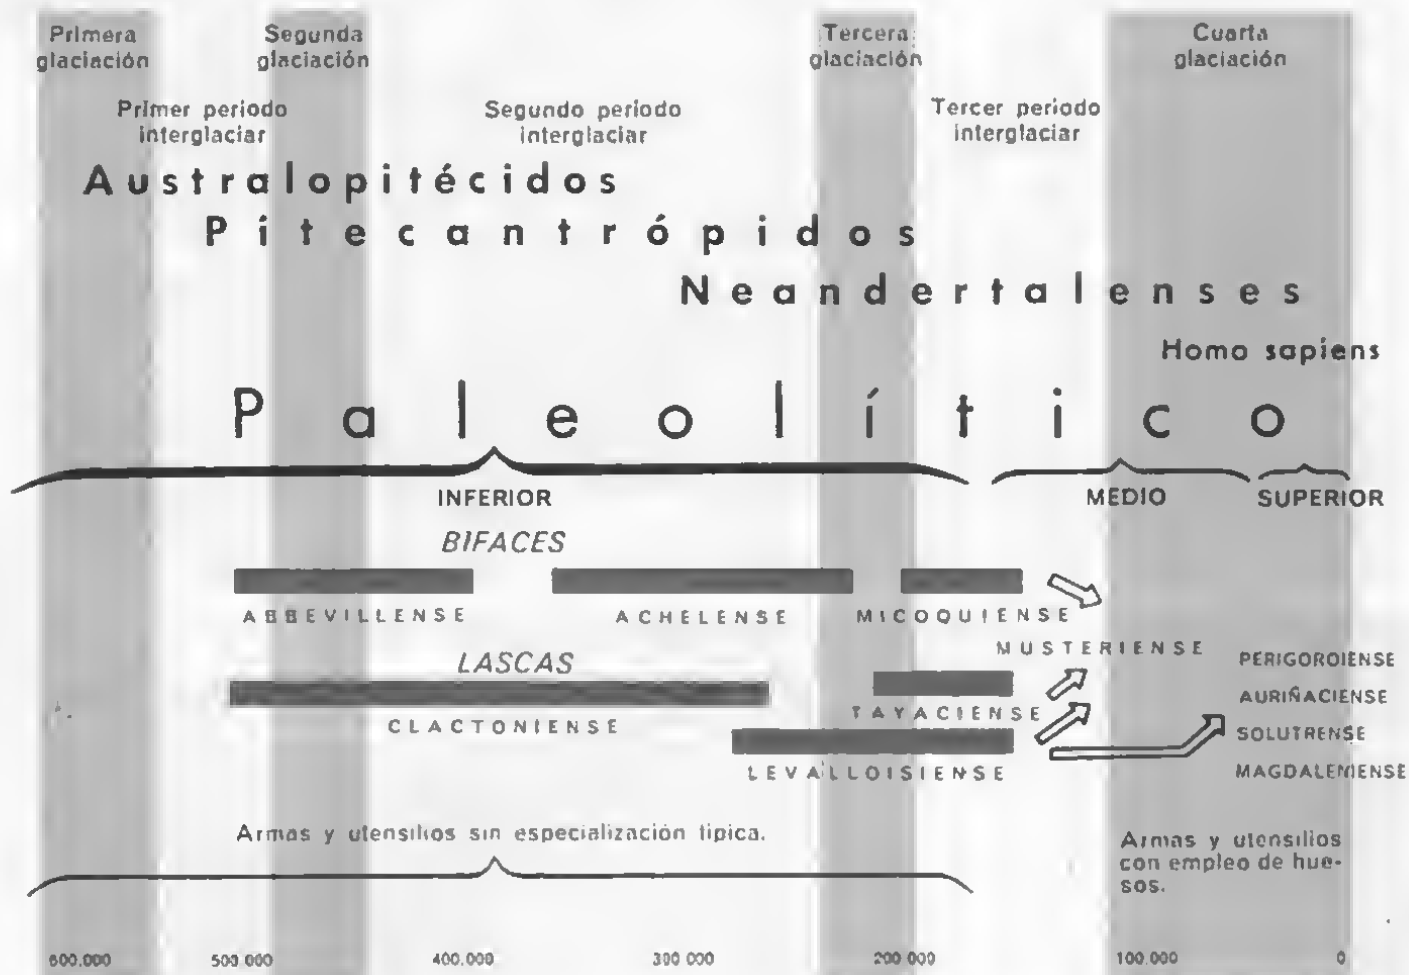 Primera
glaciación
Segunda
glaciación
Tercera
glaciación
Cuarta
glaciación
Primer periodo
interglaciar
Segundo periodo
interglaciar
Tercer periodo
interglaciar
Australopitécidos
Pitecantrópidos
Neandertalenses
Homo sapiens
Paleolítico
INFERIOR
MEDIO
SUPERIOR
BIFACES
ABBEVILLENSE
ACHELENSE
MICOQUIENSE
MUSTERIENSE
LASCAS
CLACTONIENSE
TAYACIENSE
LEVALLOISIENSE
PERIGOROIENSE
AURIÑACIENSE
SOLUTRENSE
MAGDALENIENSE
Armas y utensilios sin especialización tipica.
Armas y utensilios
con empleo de hue-
sos.
600.000
500.000
400.000
300 000
200 000
100.000
0